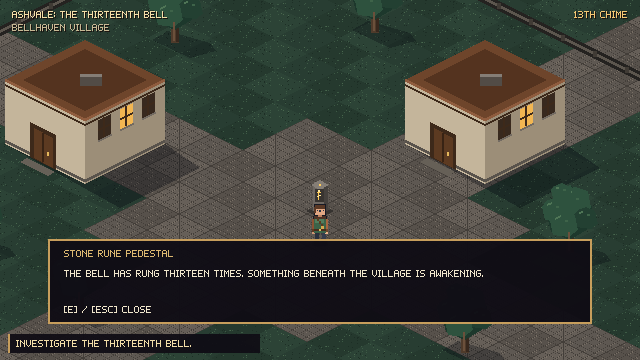 ASHVALE: THE THIRTEENTH BELL
13TH CHIME
BELLHAVEN VILLAGE
STONE RUNE PEDESTAL
THE BELL HAS RUNG THIRTEEN TIMES. SOMETHING BENEATH THE VILLAGE IS AWAKENING.
[E] / [ESC] CLOSE
INVESTIGATE THE THIRTEENTH BELL.